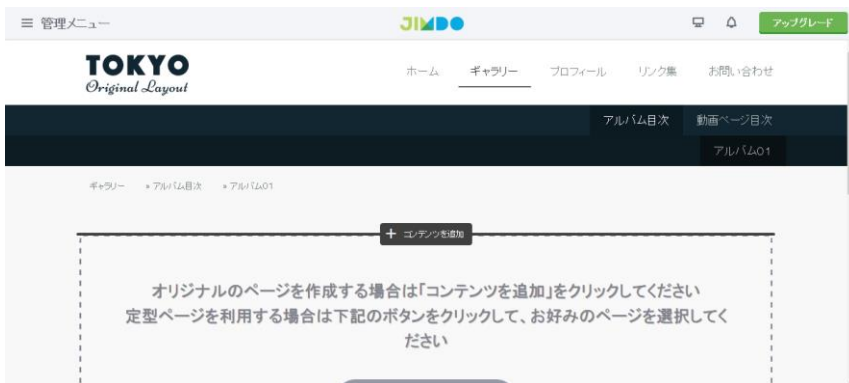 管理メニュー
JIMDO
アップグレード
TOKYO
Original Layout
ホーム ギャラリー プロフィール リンク集 お問い合わせ
アルバム目次 動画ページ目次
アルバム01
ギャラリー » アルバム目次 » アルバム01
+ コンテンツを追加
オリジナルのページを作成する場合は「コンテンツを追加」をクリックしてください
定型ページを利用する場合は下記のボタンをクリックして、お好みのページを選択してく
ださい